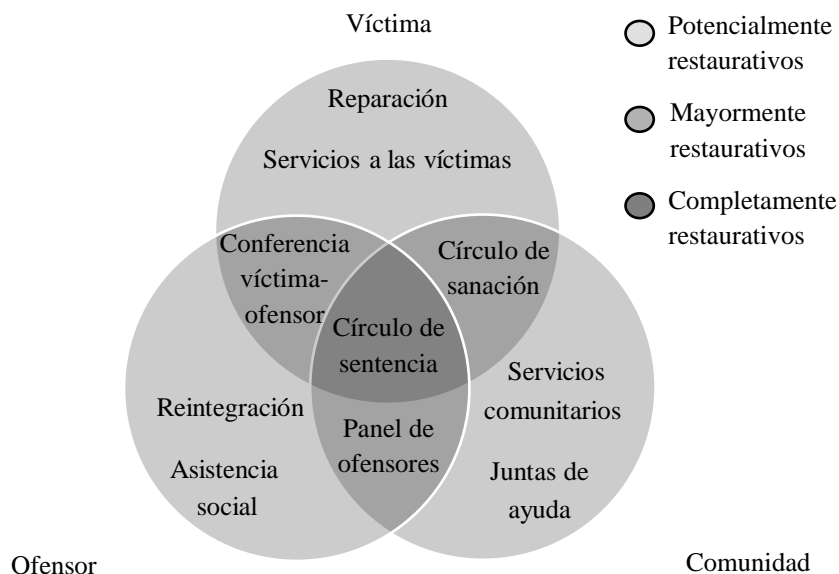 Víctima
Potencialmente
restaurativos
Mayormente
restaurativos
Completamente
restaurativos
Reparación
Servicios a las víctimas
Conferencia
víctima-
ofensor
Círculo de
sanación
Círculo de
sentencia
Reintegración
Asistencia
social
Panel de
ofensores
Servicios
comunitarios
Juntas de
ayuda
Ofensor
Comunidad